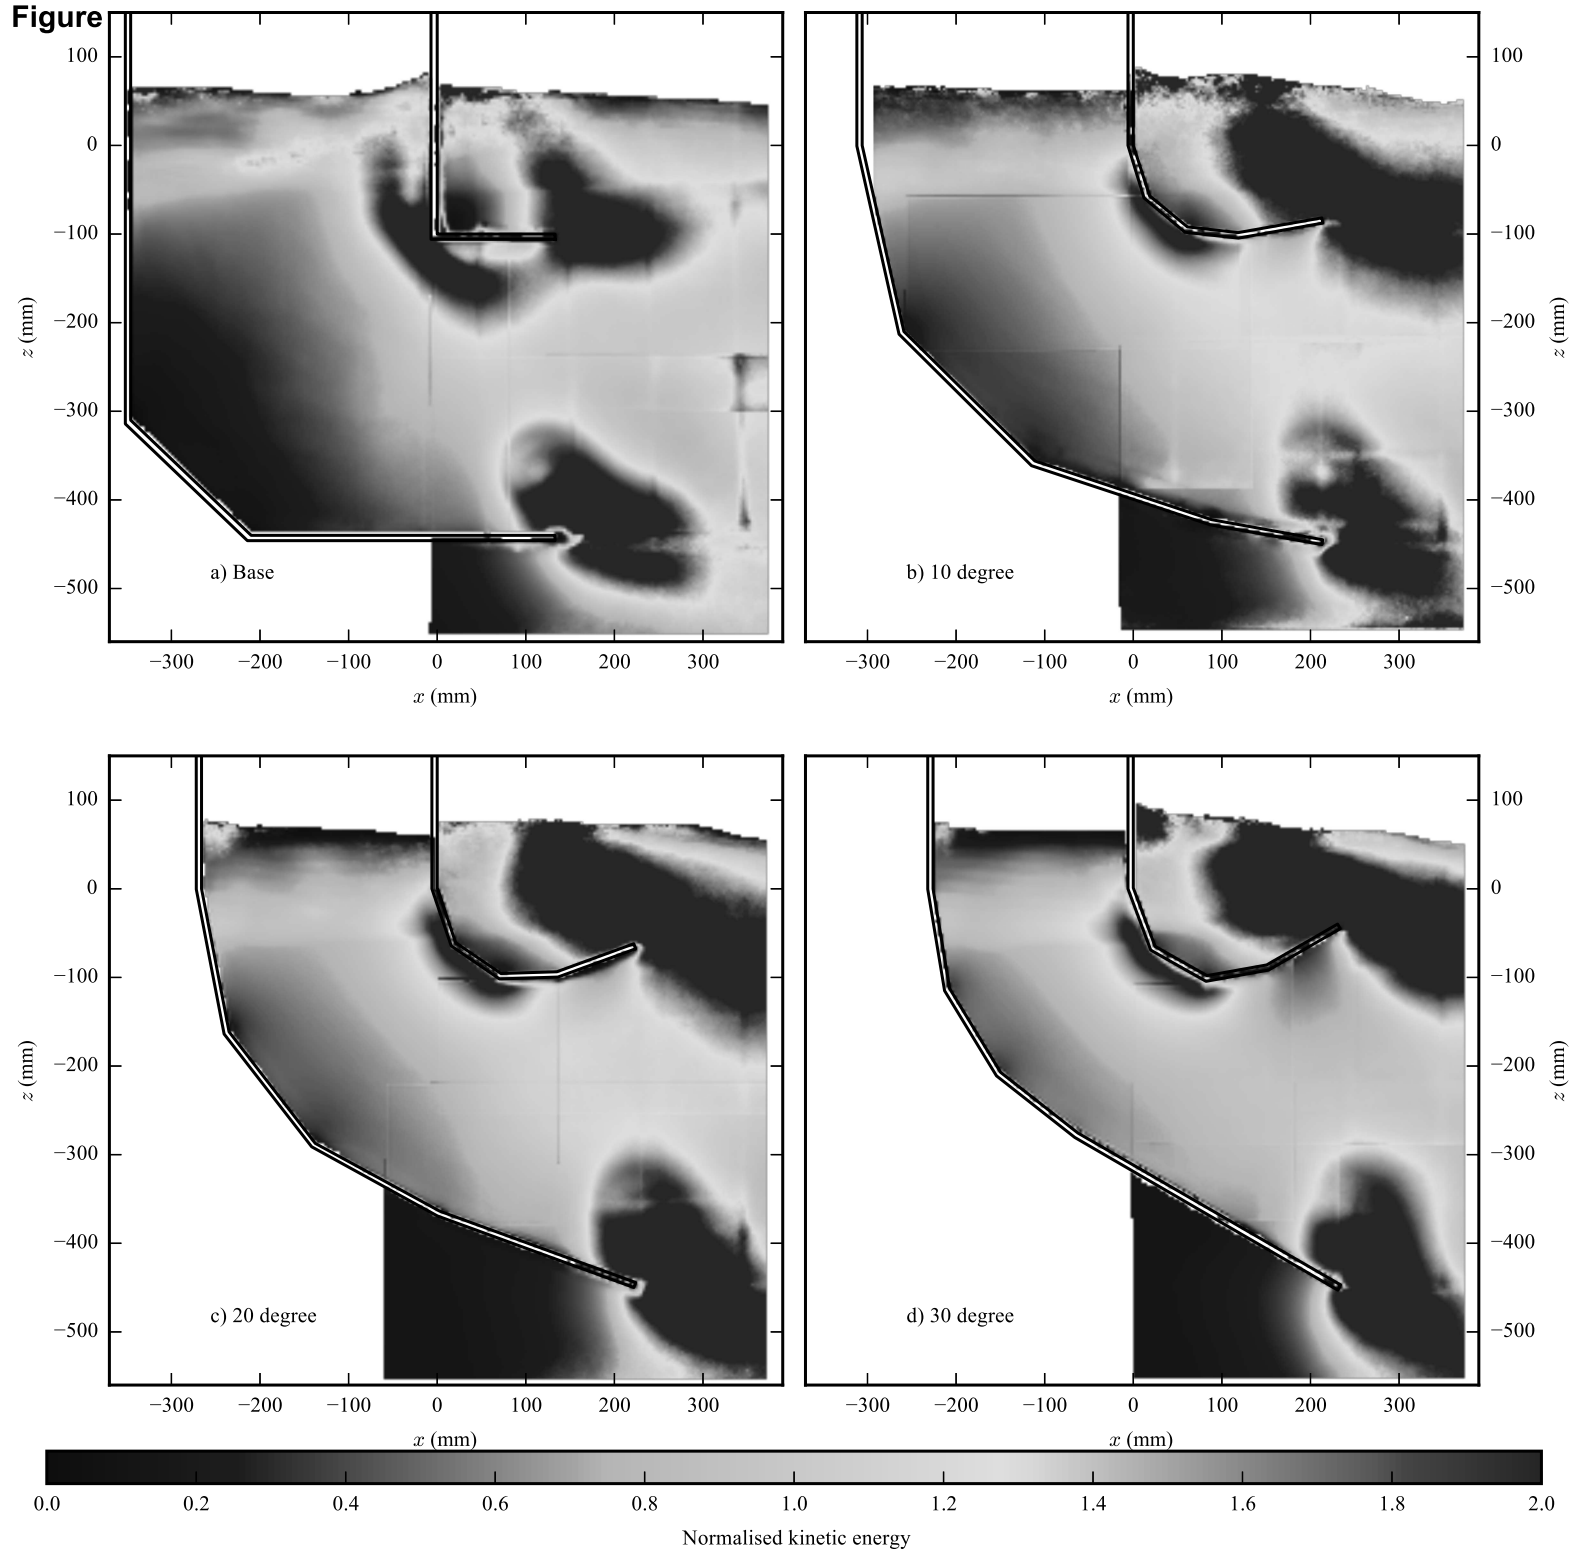 Figure
100
0
−100
−200
−300
−400
−500
z (mm)
a) Base
−300 −200 −100 0 100 200 300
x (mm)
100
0
−100
−200
−300
−400
−500
z (mm)
b) 10 degree
−300 −200 −100 0 100 200 300
x (mm)
100
0
−100
−200
−300
−400
−500
z (mm)
c) 20 degree
−300 −200 −100 0 100 200 300
x (mm)
100
0
−100
−200
−300
−400
−500
z (mm)
d) 30 degree
−300 −200 −100 0 100 200 300
x (mm)
0.0 0.2 0.4 0.6 0.8 1.0 1.2 1.4 1.6 1.8 2.0
Normalised kinetic energy